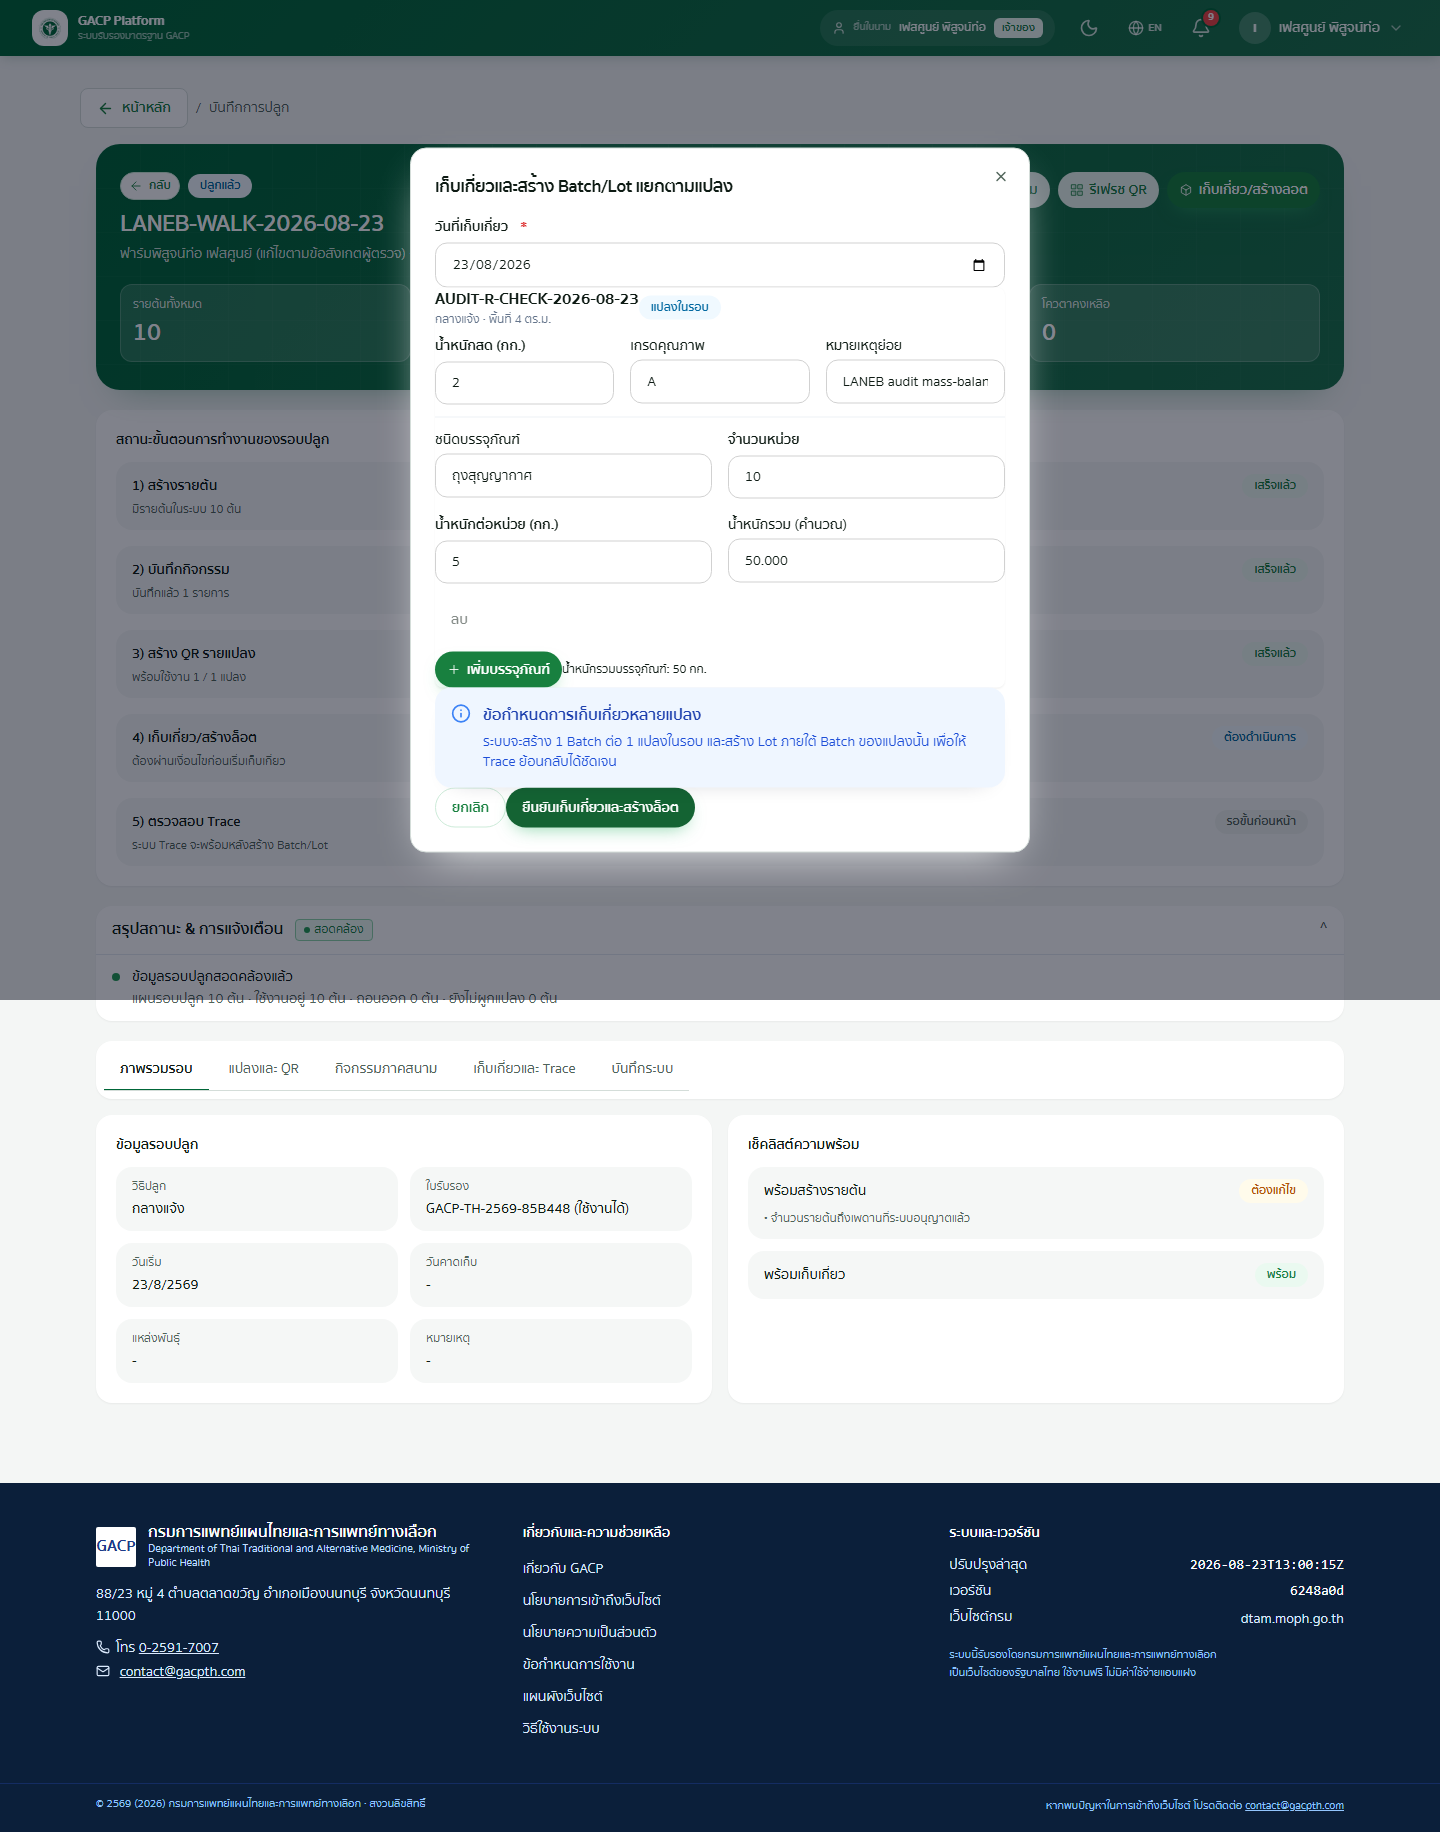 GACP Platform
ระบบรับรองมาตรฐาน GACP
ยื่นในนาม เฟสศูนย์ พิสูจน์ท่อ เจ้าของ
EN
9
เฟสศูนย์ พิสูจน์ท่อ
หน้าหลัก / บันทึกการปลูก
กลับ ปลูกแล้ว
LANEB-WALK-2026-08-23
ฟาร์มพิสูจน์ท่อ เฟสศูนย์ (แก้ไขตามข้อสังเกตผู้ตรวจ)
รีเฟรช QR เก็บเกี่ยว/สร้างลอต
รายต้นทั้งหมด
10
โควตาคงเหลือ
0
เก็บเกี่ยวและสร้าง Batch/Lot แยกตามแปลง
วันที่เก็บเกี่ยว *
23/08/2026
AUDIT-R-CHECK-2026-08-23 แปลงในรอบ
กลางแจ้ง · พื้นที่ 4 ตร.ม.
น้ำหนักสด (กก.) เกรดคุณภาพ หมายเหตุย่อย
2 A LANEB audit mass-balan
ชนิดบรรจุภัณฑ์ จำนวนหน่วย
ถุงสุญญากาศ 10
น้ำหนักต่อหน่วย (กก.) น้ำหนักรวม (คำนวณ)
5 50.000
ลบ
เพิ่มบรรจุภัณฑ์ น้ำหนักรวมบรรจุภัณฑ์: 50 กก.
ข้อกำหนดการเก็บเกี่ยวหลายแปลง
ระบบจะสร้าง 1 Batch ต่อ 1 แปลงในรอบ และสร้าง Lot ภายใต้ Batch ของแปลงนั้น เพื่อให้
Trace ย้อนกลับได้ชัดเจน
ยกเลิก ยืนยันเก็บเกี่ยวและสร้างล็อต
สถานะขั้นตอนการทำงานของรอบปลูก
1) สร้างรายต้น
มีรายต้นในระบบ 10 ต้น
เสร็จแล้ว
2) บันทึกกิจกรรม
บันทึกแล้ว 1 รายการ
เสร็จแล้ว
3) สร้าง QR รายแปลง
พร้อมใช้งาน 1 / 1 แปลง
เสร็จแล้ว
4) เก็บเกี่ยว/สร้างล็อต
ต้องผ่านเงื่อนไขก่อนเริ่มเก็บเกี่ยว
ต้องดำเนินการ
5) ตรวจสอบ Trace
ระบบ Trace จะพร้อมหลังสร้าง Batch/Lot
รอขั้นก่อนหน้า
สรุปสถานะ & การแจ้งเตือน สอดคล้อง
ข้อมูลรอบปลูกสอดคล้องแล้ว
แผนรอบปลูก 10 ต้น · ใช้งานอยู่ 10 ต้น · ถอนออก 0 ต้น · ยังไม่ผูกแปลง 0 ต้น
ภาพรวมรอบ แปลงและ QR กิจกรรมภาคสนาม เก็บเกี่ยวและ Trace บันทึกระบบ
ข้อมูลรอบปลูก
วิธีปลูก
กลางแจ้ง
ใบรับรอง
GACP-TH-2569-85B448 (ใช้งานได้)
วันเริ่ม
23/8/2569
วันคาดเก็บ
-
แหล่งพันธุ์
-
หมายเหตุ
-
เช็คลิสต์ความพร้อม
พร้อมสร้างรายต้น ต้องแก้ไข
• จำนวนรายต้นถึงเพดานที่ระบบอนุญาตแล้ว
พร้อมเก็บเกี่ยว พร้อม
GACP
กรมการแพทย์แผนไทยและการแพทย์ทางเลือก
Department of Thai Traditional and Alternative Medicine, Ministry of
Public Health
88/23 หมู่ 4 ตำบลตลาดขวัญ อำเภอเมืองนนทบุรี จังหวัดนนทบุรี
11000
โทร 0-2591-7007
contact@gacpth.com
เกี่ยวกับและความช่วยเหลือ
เกี่ยวกับ GACP
นโยบายการเข้าถึงเว็บไซต์
นโยบายความเป็นส่วนตัว
ข้อกำหนดการใช้งาน
แผนผังเว็บไซต์
วิธีใช้งานระบบ
ระบบและเวอร์ชัน
ปรับปรุงล่าสุด 2026-08-23T13:00:15Z
เวอร์ชัน 6248a0d
เว็บไซต์กรม dtam.moph.go.th
ระบบนี้รับรองโดยกรมการแพทย์แผนไทยและการแพทย์ทางเลือก
เป็นเว็บไซต์ของรัฐบาลไทย ใช้งานฟรี ไม่มีค่าใช้จ่ายแอบแฝง
© 2569 (2026) กรมการแพทย์แผนไทยและการแพทย์ทางเลือก · สงวนลิขสิทธิ์
หากพบปัญหาในการเข้าถึงเว็บไซต์ โปรดติดต่อ contact@gacpth.com